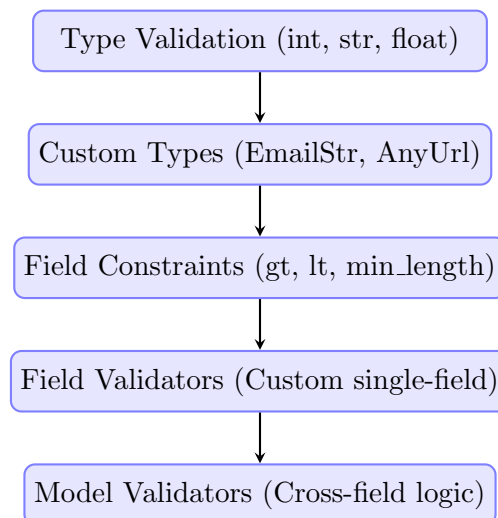 Type Validation (int, str, float)
Custom Types (EmailStr, AnyUrl)
Field Constraints (gt, lt, min_length)
Field Validators (Custom single-field)
Model Validators (Cross-field logic)